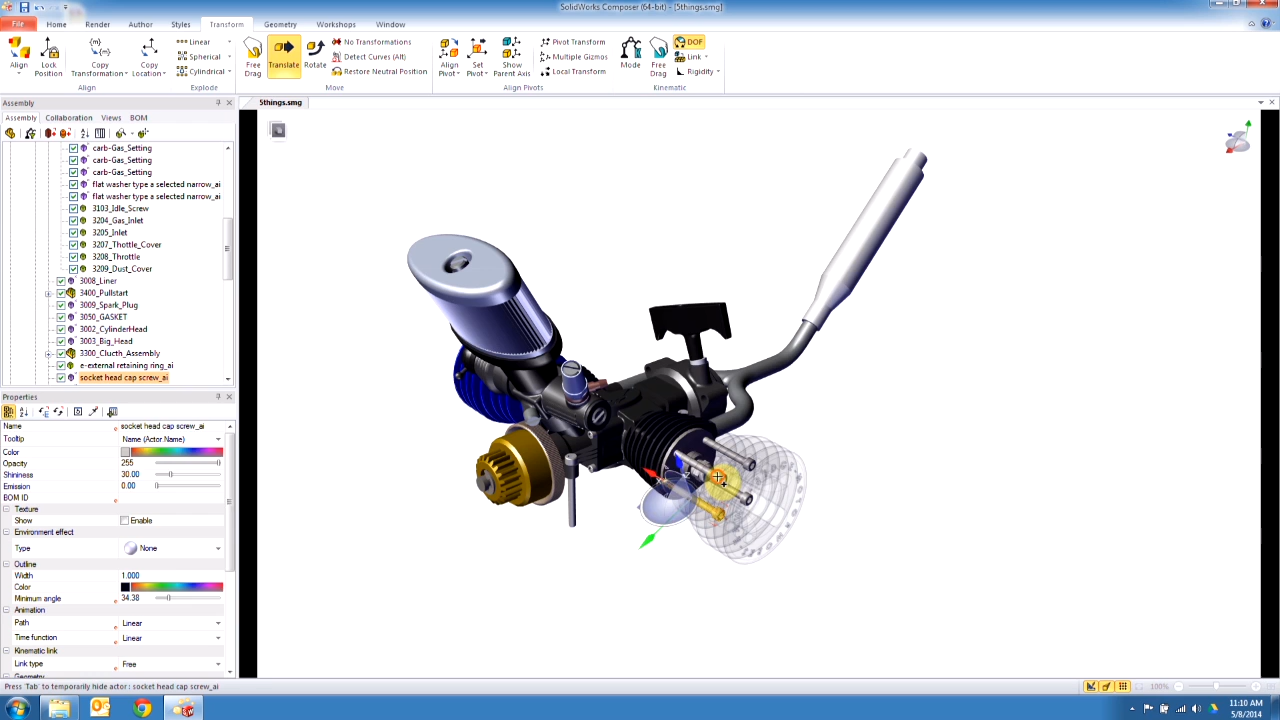 SolidWorks Composer (64-bit) - [5things.smg]
File Home Render Author Styles Transform Geometry Workshops Window
Align
Lock Position
Copy Transformation
Copy Location
Linear
Spherical
Cylindrical
Free Drag
Translate
Rotate
No Transformations
Detect Curves (Alt)
Restore Neutral Position
Align Pivot
Set Pivot
Show Parent Axis
Pivot Transform
Multiple Gizmos
Local Transform
Mode
Free Drag
DOF
Link
Rigidity
Align Explode Move Align Pivots Kinematic
Assembly
5things.smg
Assembly Collaboration Views BOM
carb-Gas_Setting
carb-Gas_Setting
carb-Gas_Setting
flat washer type a selected narrow_ai
flat washer type a selected narrow_ai
3103_Idle_Screw
3204_Gas_Inlet
3205_Inlet
3207_Thottle_Cover
3208_Throttle
3209_Dust_Cover
3008_Liner
3400_Pullstart
3009_Spark_Plug
3050_GASKET
3002_CylinderHead
3003_Big_Head
3300_Clucth_Assembly
e-external retaining ring_ai
socket head cap screw_ai
Properties
Name socket head cap screw_ai
Tooltip Name (Actor.Name)
Color
Opacity 255
Shininess 30.00
Emission 0.00
BOM ID
Texture
Show Enable
Environment effect
Type None
Outline
Width 1.000
Color
Minimum angle 34.38
Animation
Path Linear
Time function Linear
Kinematic link
Link type Free
Geometry
Press 'Tab' to temporarily hide actor : socket head cap screw_ai
100%
11:10 AM
5/8/2014